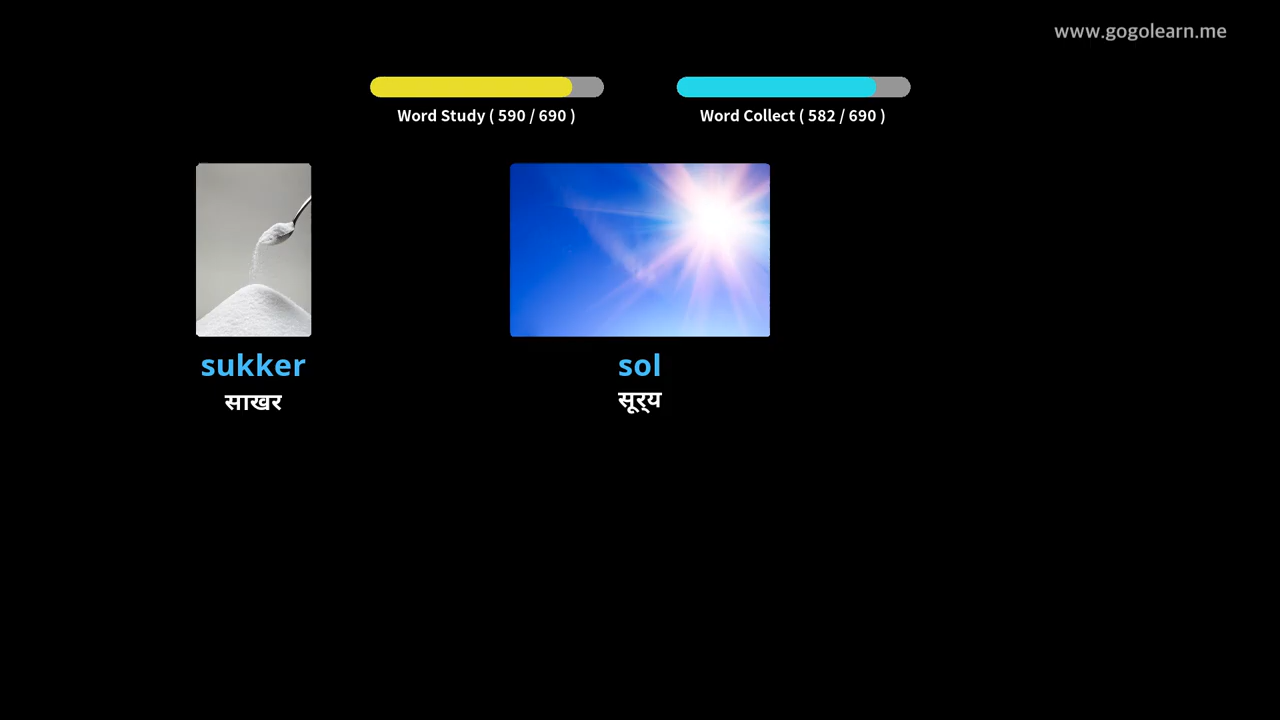 www.gogolearn.me
Word Study ( 590 / 690 )
Word Collect ( 582 / 690 )
sukker
साखर
sol
सूर्य